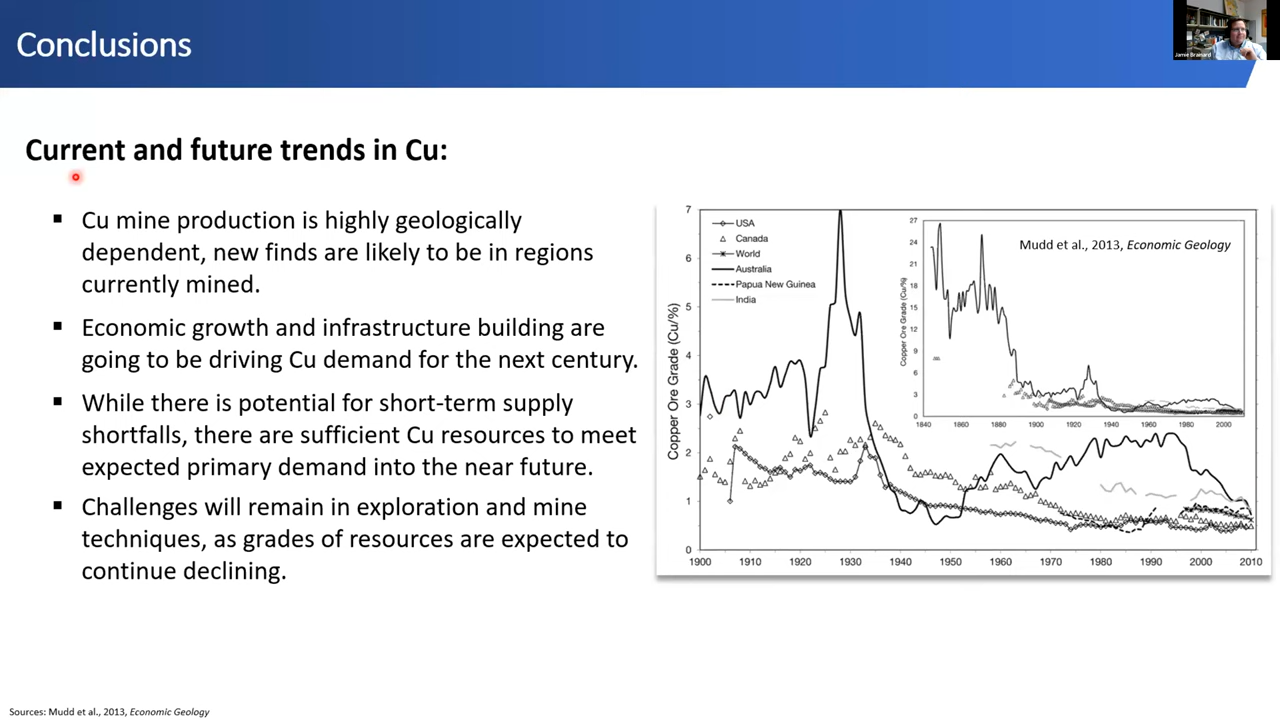 Conclusions
Jamie Brainard
Current and future trends in Cu:
▪ Cu mine production is highly geologically
dependent, new finds are likely to be in regions
currently mined.
▪ Economic growth and infrastructure building are
going to be driving Cu demand for the next century.
▪ While there is potential for short-term supply
shortfalls, there are sufficient Cu resources to meet
expected primary demand into the near future.
▪ Challenges will remain in exploration and mine
techniques, as grades of resources are expected to
continue declining.
Copper Ore Grade (Cu/%)
7
6
5
4
3
2
1
0
1900 1910 1920 1930 1940 1950 1960 1970 1980 1990 2000 2010
USA
Canada
World
Australia
Papua New Guinea
India
Mudd et al., 2013, Economic Geology
Copper Ore Grade (Cu/%)
27
24
21
18
15
12
9
6
3
0
1840 1860 1880 1900 1920 1940 1960 1980 2000
Sources: Mudd et al., 2013, Economic Geology